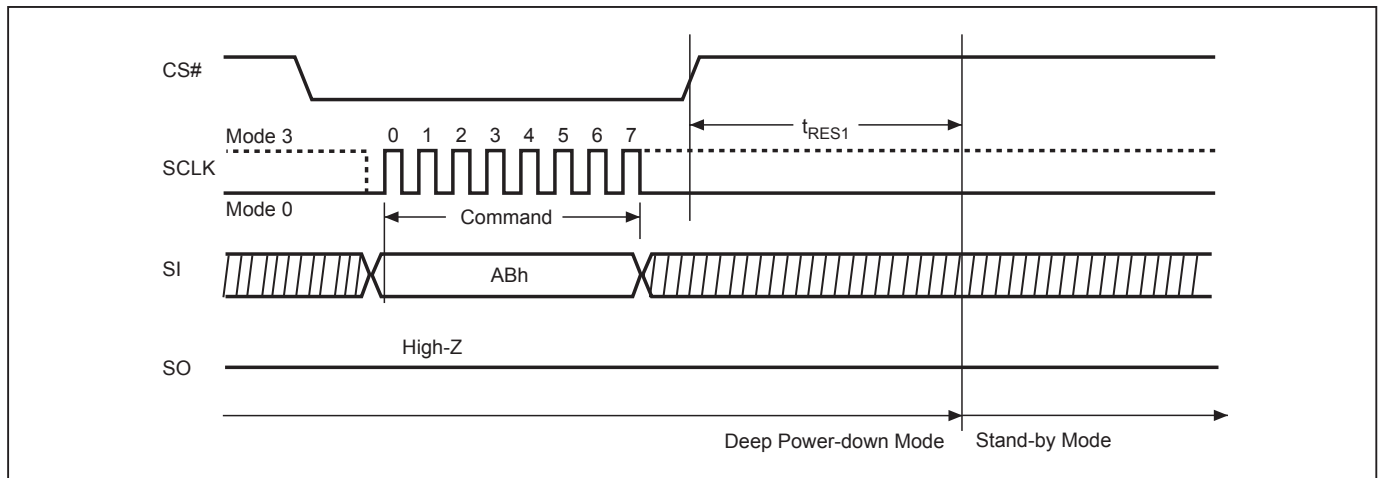 CS#
tRES1
Mode 3
0 1 2 3 4 5 6 7
SCLK
Mode 0
Command
SI
ABh
High-Z
SO
Deep Power-down Mode
Stand-by Mode